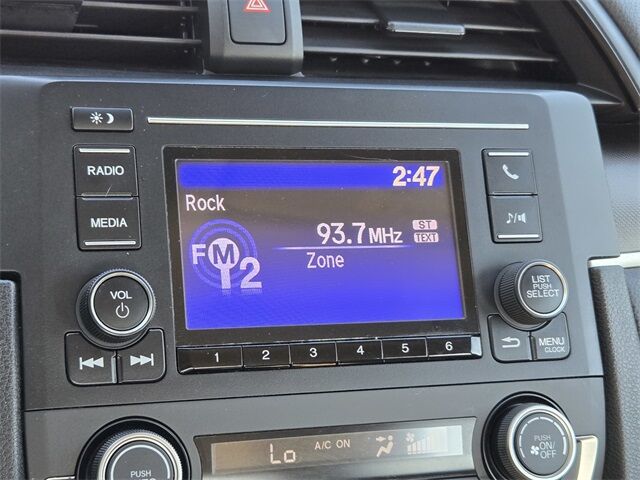 RADIO
MEDIA
VOL
2:47
Rock
FM2
93.7MHz
ST
TEXT
Zone
1 2 3 4 5 6
LIST
PUSH
SELECT
MENU
CLOCK
Lo
A/C ON
PUSH
PUSH
ON/
OFF